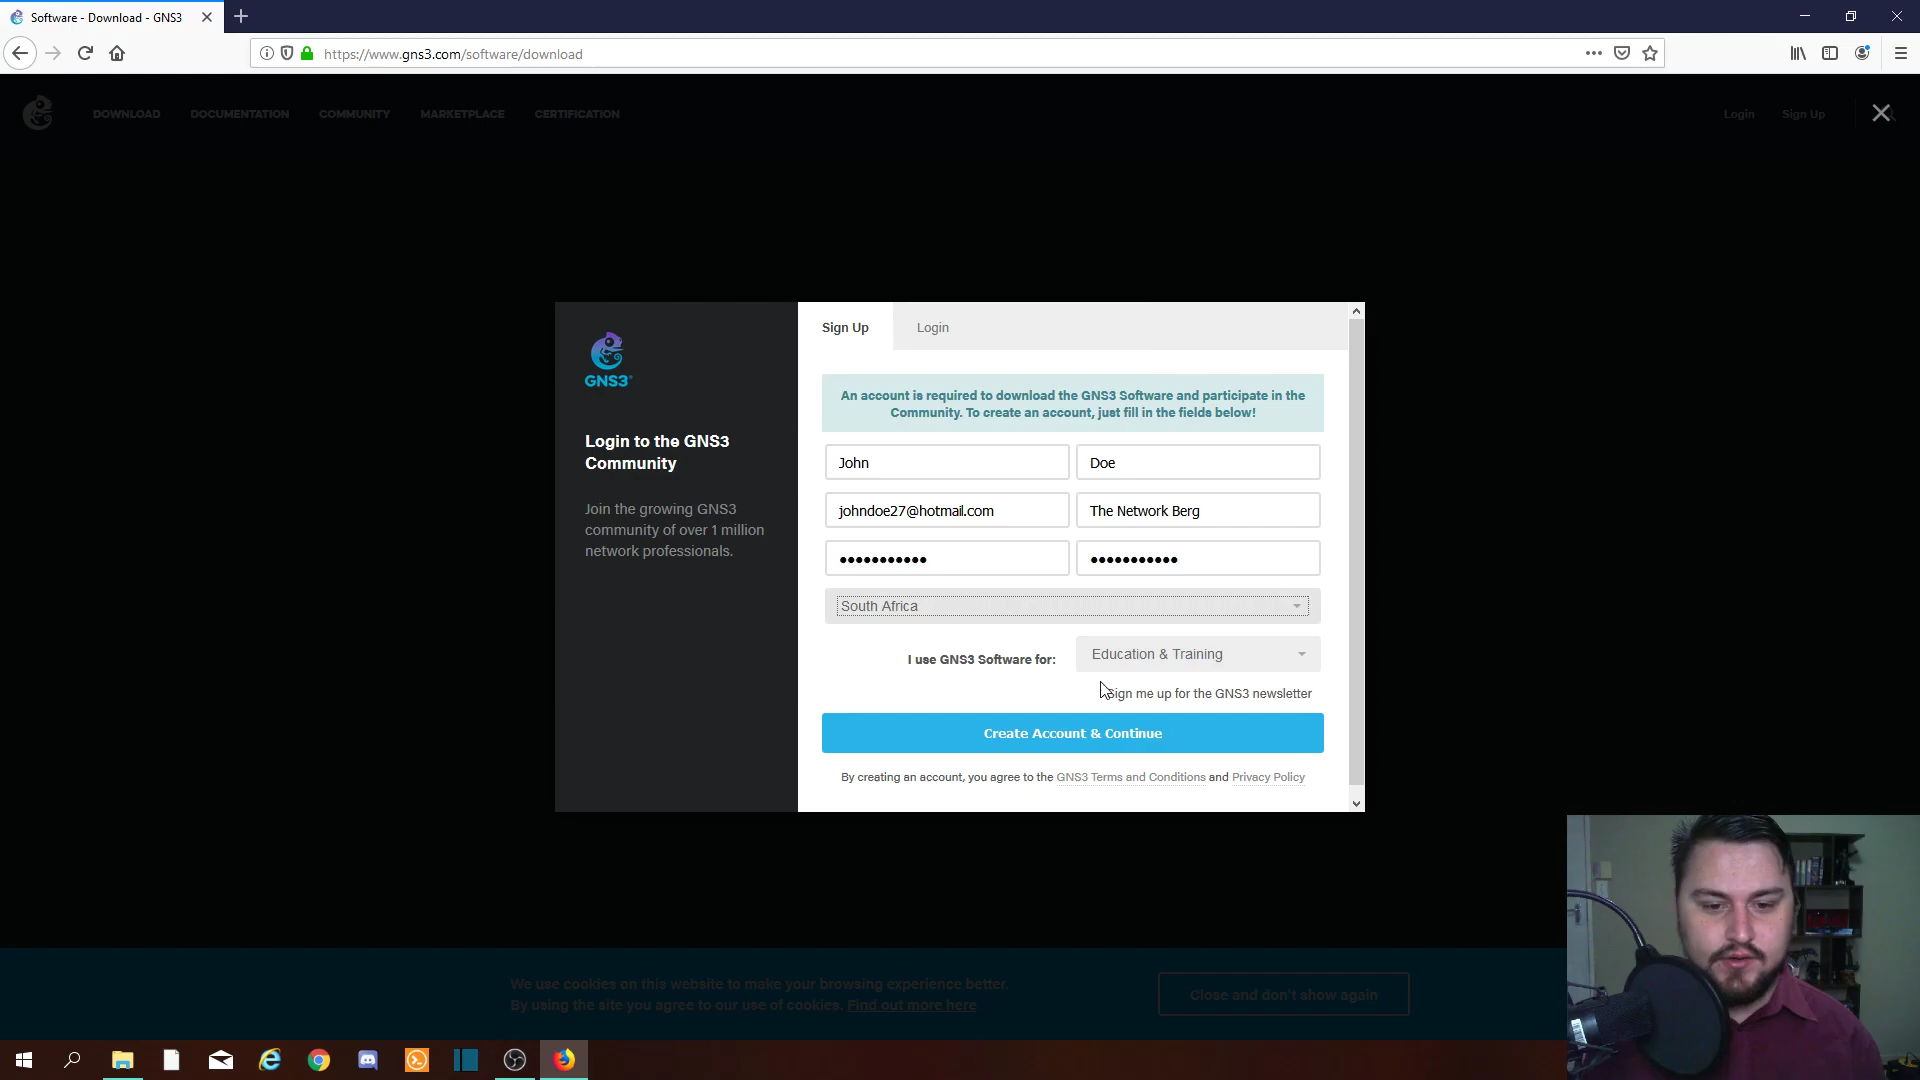 Software - Download - GNS3
https://www.gns3.com/software/download
DOWNLOAD
DOCUMENTATION
COMMUNITY
MARKETPLACE
CERTIFICATION
Login
Sign Up
GNS3
Login to the GNS3
Community
Join the growing GNS3
community of over 1 million
network professionals.
Sign Up
Login
An account is required to download the GNS3 Software and participate in the
Community. To create an account, just fill in the fields below!
John
Doe
johndoe27@hotmail.com
The Network Berg
●●●●●●●●●●●
●●●●●●●●●●●
South Africa
I use GNS3 Software for:
Education & Training
Sign me up for the GNS3 newsletter
Create Account & Continue
By creating an account, you agree to the GNS3 Terms and Conditions and Privacy Policy
We use cookies on this website to make your browsing experience better.
By using the site you agree to our use of cookies. Find out more here
Close and don't show again